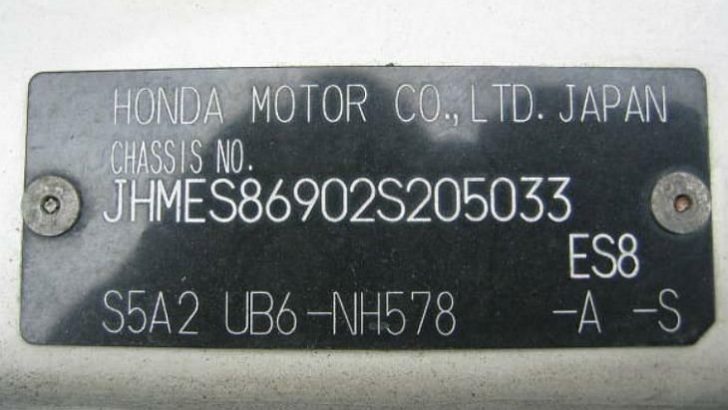 HONDA MOTOR CO., LTD. JAPAN
CHASSIS NO.
JHMES86902S205033
ES8
S5A2 UB6-NH578 -A -S